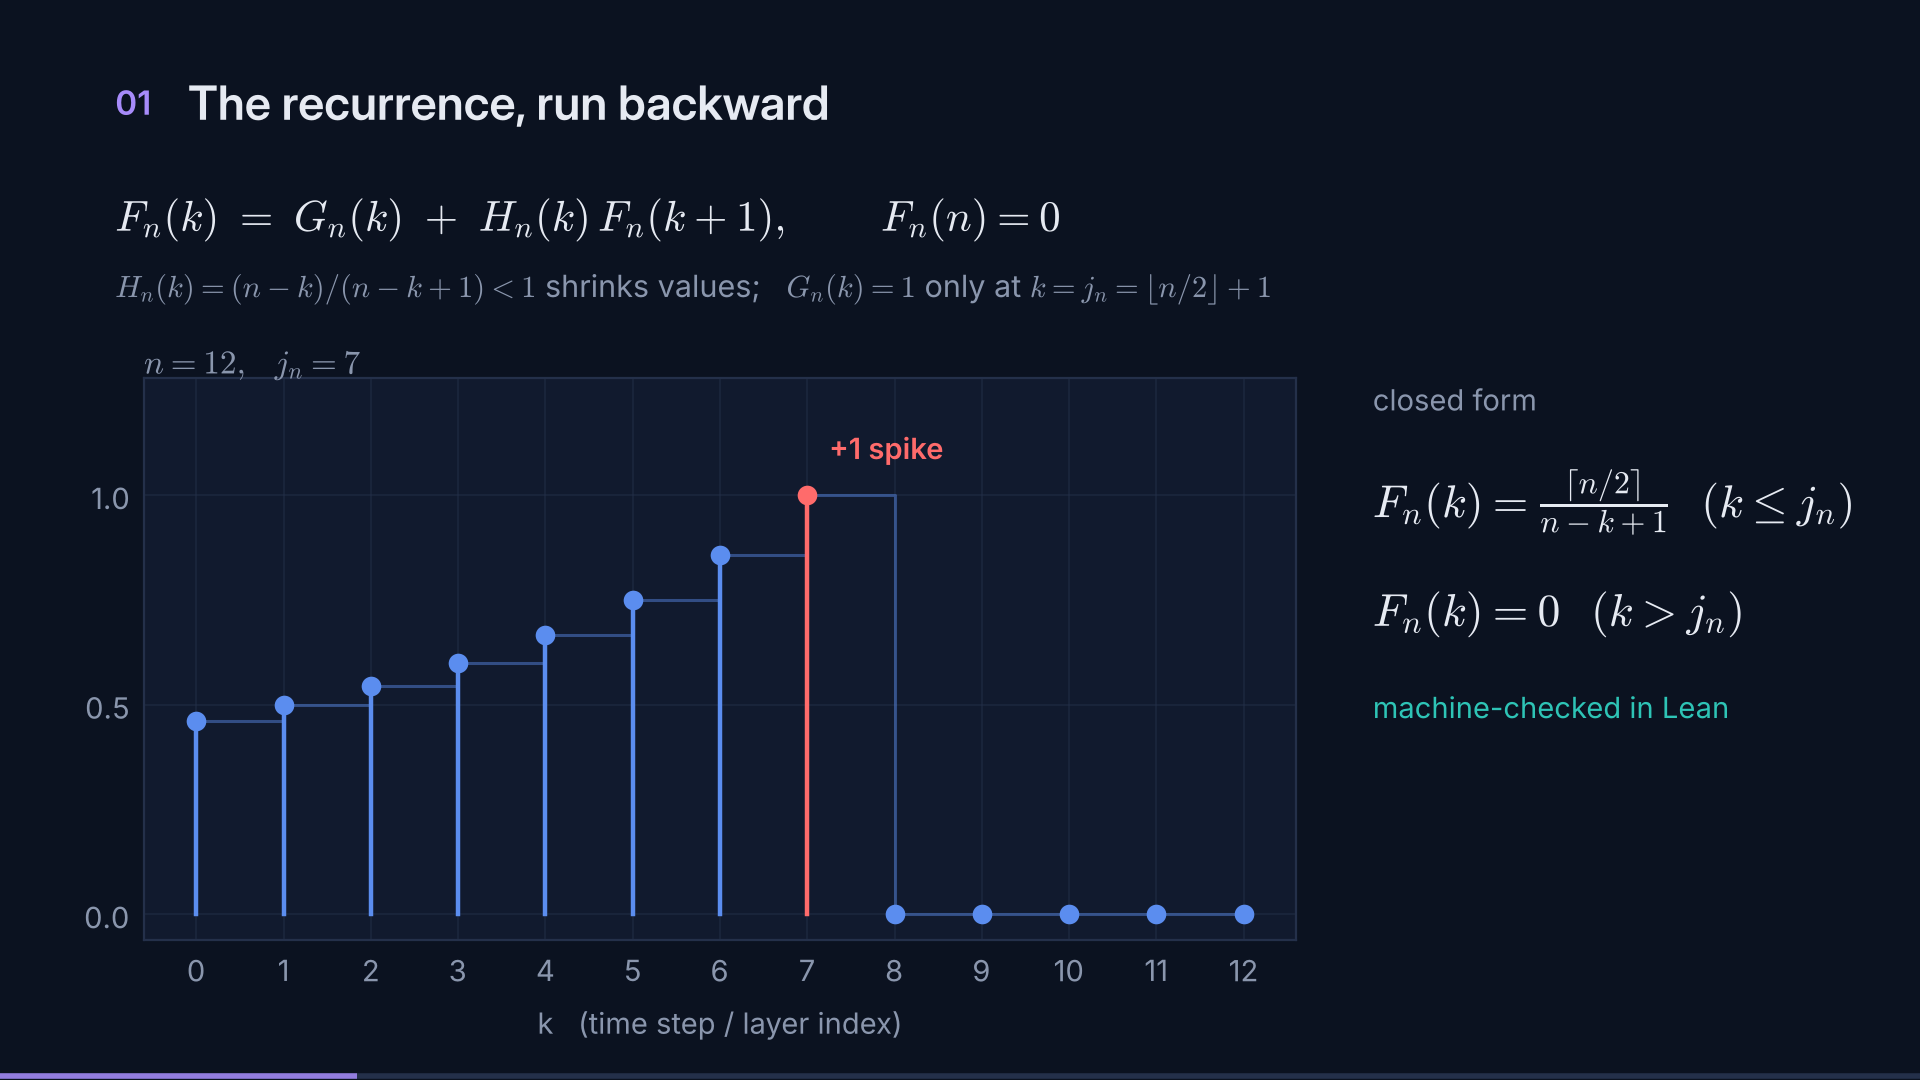 01 The recurrence, run backward
Fₙ(k) = Gₙ(k) + Hₙ(k) Fₙ(k + 1), Fₙ(n) = 0
Hₙ(k) = (n − k)/(n − k + 1) < 1 shrinks values; Gₙ(k) = 1 only at k = jₙ = ⌊n/2⌋ + 1
n = 12, jₙ = 7
+1 spike
1.0
0.5
0.0
0 1 2 3 4 5 6 7 8 9 10 11 12
k (time step / layer index)
closed form
Fₙ(k) = ⌈n/2⌉/(n − k + 1) (k ≤ jₙ)
Fₙ(k) = 0 (k > jₙ)
machine-checked in Lean